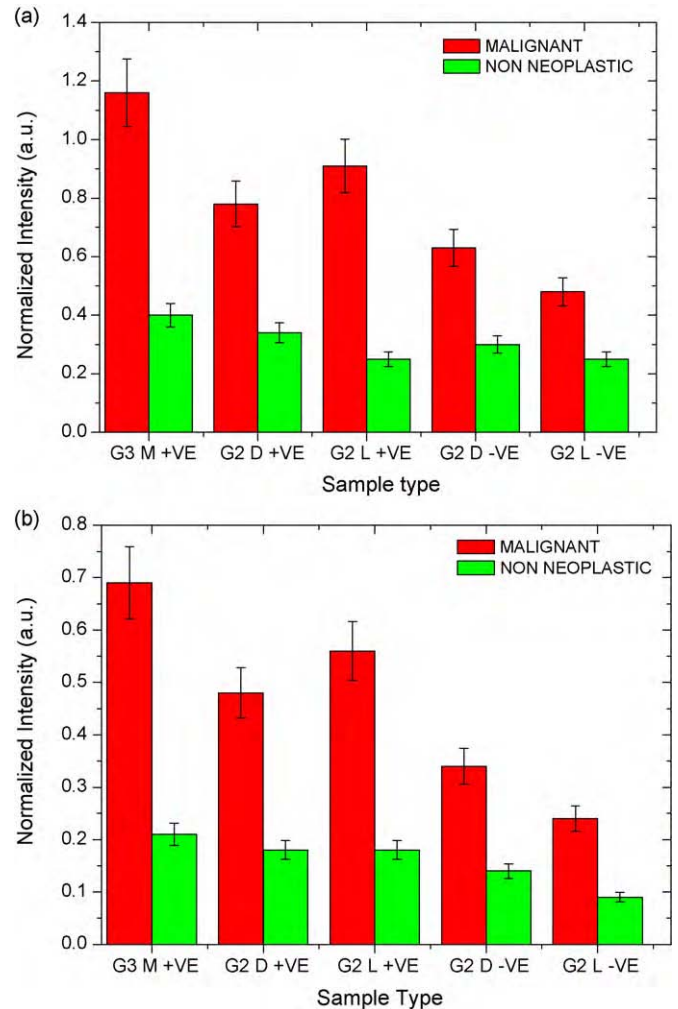 (a)
1.4
1.2
1.0
0.8
0.6
0.4
0.2
0.0
Normalized Intensity (a.u.)
MALIGNANT
NON NEOPLASTIC
G3 M +VE G2 D +VE G2 L +VE G2 D -VE G2 L -VE
Sample type
(b)
0.8
0.7
0.6
0.5
0.4
0.3
0.2
0.1
0.0
Normalized Intensity (a.u.)
MALIGNANT
NON NEOPLASTIC
G3 M +VE G2 D +VE G2 L +VE G2 D -VE G2 L -VE
Sample Type